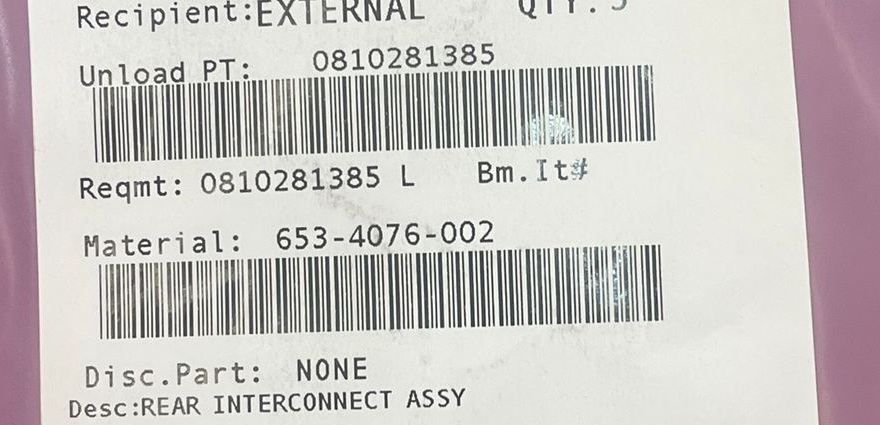 Recipient:EXTERNAL QTY.
Unload PT: 0810281385
Reqmt: 0810281385 L Bm.It#
Material: 653-4076-002
Disc.Part: NONE
Desc:REAR INTERCONNECT ASSY